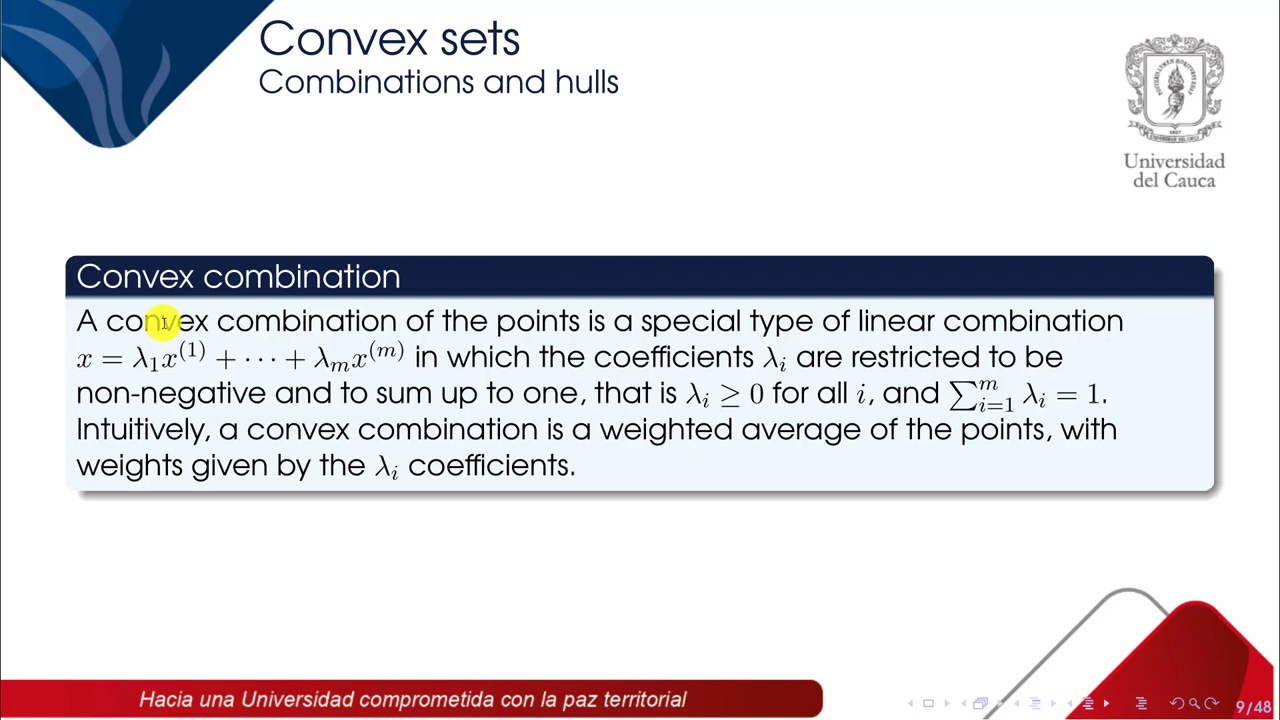 Convex sets
Combinations and hulls
Universidad
del Cauca
Convex combination
A convex combination of the points is a special type of linear combination
x = λ₁x⁽¹⁾ + ⋯ + λₘx⁽ᵐ⁾ in which the coefficients λᵢ are restricted to be
non-negative and to sum up to one, that is λᵢ ≥ 0 for all i, and ∑ᵢ₌₁ᵐ λᵢ = 1.
Intuitively, a convex combination is a weighted average of the points, with
weights given by the λᵢ coefficients.
Hacia una Universidad comprometida con la paz territorial
9/48